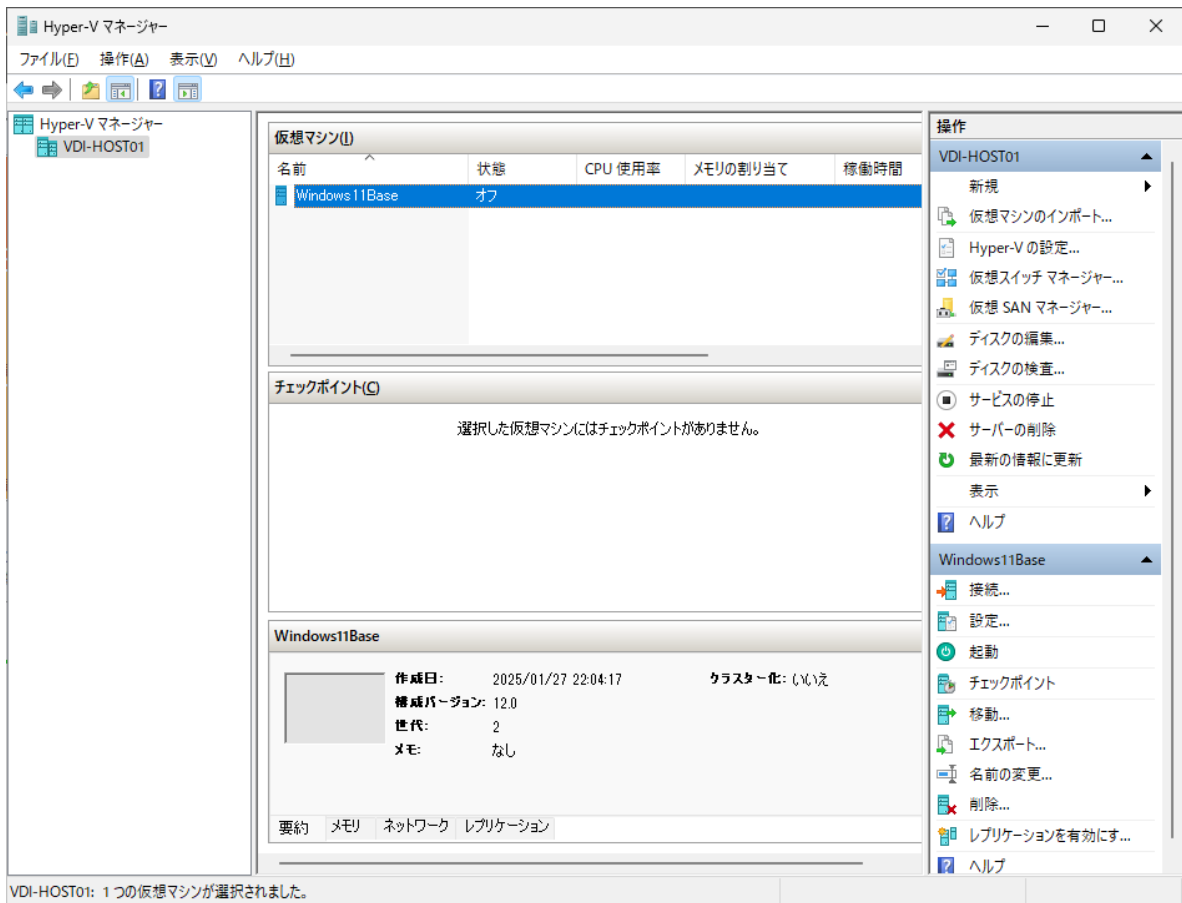 Hyper-V マネージャー
ファイル(F) 操作(A) 表示(V) ヘルプ(H)
Hyper-V マネージャー
VDI-HOST01
仮想マシン(I)
名前 状態 CPU 使用率 メモリの割り当て 稼働時間
Windows11Base オフ
チェックポイント(C)
選択した仮想マシンにはチェックポイントがありません。
Windows11Base
作成日: 2025/01/27 22:04:17 クラスター化: いいえ
構成バージョン: 12.0
世代: 2
メモ: なし
要約 メモリ ネットワーク レプリケーション
操作
VDI-HOST01
新規
仮想マシンのインポート...
Hyper-V の設定...
仮想スイッチ マネージャー...
仮想 SAN マネージャー...
ディスクの編集...
ディスクの検査...
サービスの停止
サーバーの削除
最新の情報に更新
表示
ヘルプ
Windows11Base
接続...
設定...
起動
チェックポイント
移動...
エクスポート...
名前の変更...
削除...
レプリケーションを有効にす...
ヘルプ
VDI-HOST01: 1 つの仮想マシンが選択されました。